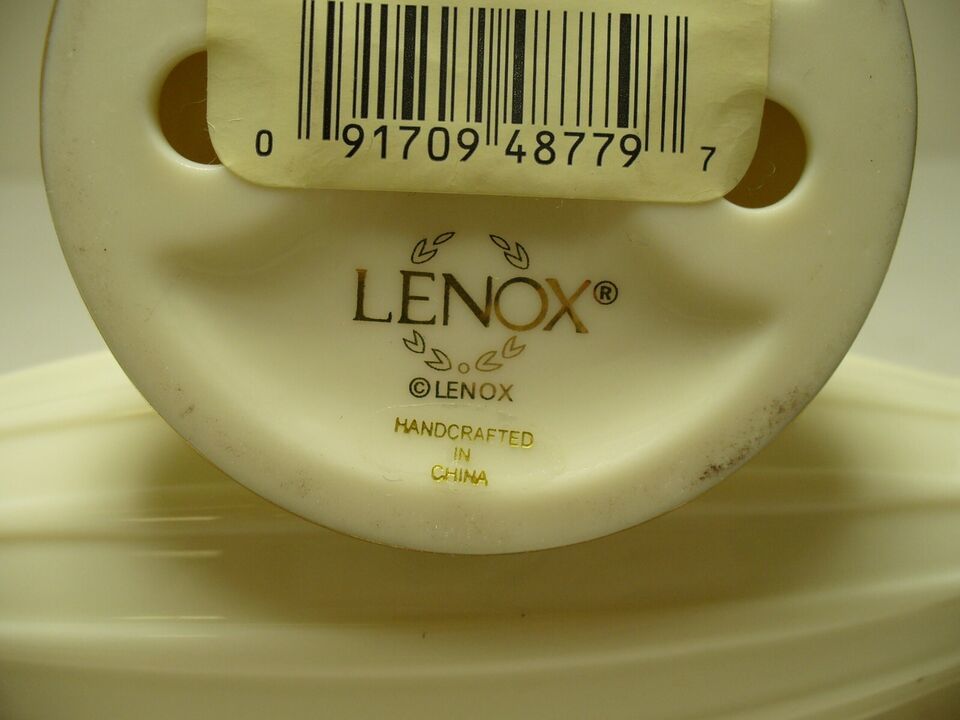 0 91709 48779 7
LENOX®
©LENOX
HANDCRAFTED
IN
CHINA